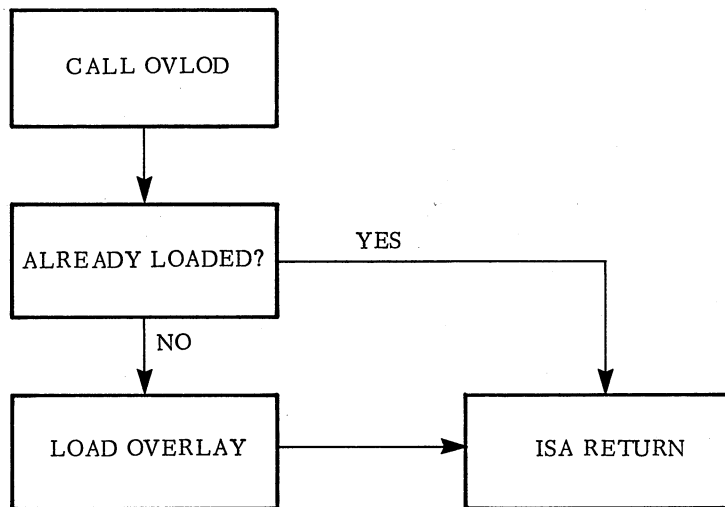 CALL OVLOD
ALREADY LOADED?
YES
NO
LOAD OVERLAY
ISA RETURN